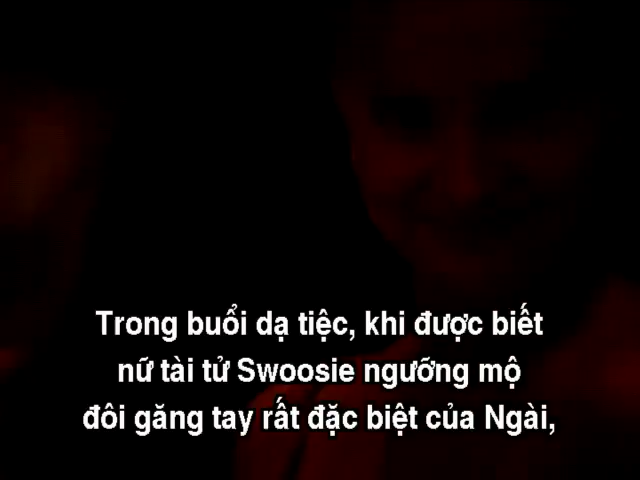 Trong buổi dạ tiệc, khi được biết
nữ tài tử Swoosie ngưỡng mộ
đôi găng tay rất đặc biệt của Ngài,